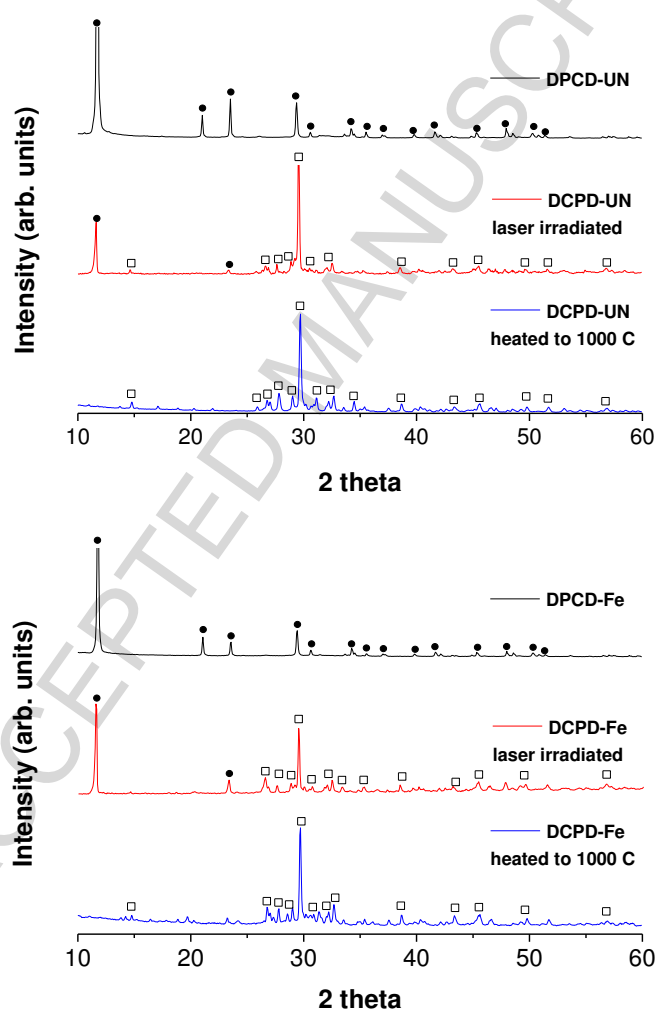 DPCD-UN
DCPD-UN
laser irradiated
DCPD-UN
heated to 1000 C
Intensity (arb. units)
10 20 30 40 50 60
2 theta
DPCD-Fe
DCPD-Fe
laser irradiated
DCPD-Fe
heated to 1000 C
Intensity (arb. units)
10 20 30 40 50 60
2 theta
CCEPTED MANUSCR